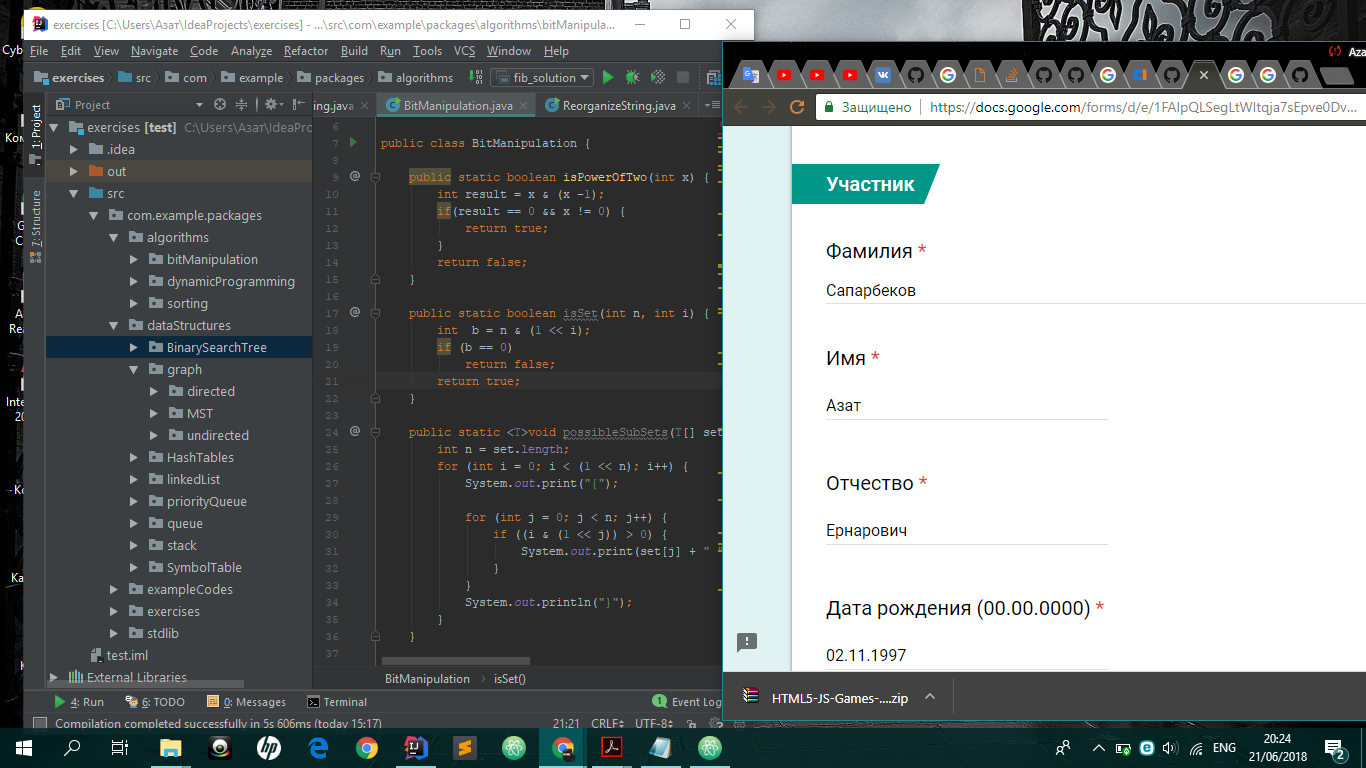 exercises [C:\Users\Азат\IdeaProjects\exercises] - ...\src\com\example\packages\algorithms\bitManipula...
File Edit View Navigate Code Analyze Refactor Build Run Tools VCS Window Help
exercises src com example packages algorithms fib_solution
Project
ing.java BitManipulation.java ReorganizeString.java
1: Project
7: Structure
exercises [test] C:\Users\Азат\IdeaPro
.idea
out
src
com.example.packages
algorithms
bitManipulation
dynamicProgramming
sorting
dataStructures
BinarySearchTree
graph
directed
MST
undirected
HashTables
linkedList
priorityQueue
queue
stack
SymbolTable
exampleCodes
exercises
stdlib
test.iml
External Libraries
6
7 public class BitManipulation {
8
9 public static boolean isPowerOfTwo(int x) {
10 int result = x & (x -1);
11 if(result == 0 && x != 0) {
12 return true;
13 }
14 return false;
15 }
16
17 public static boolean isSet(int n, int i) {
18 int b = n & (1 << i);
19 if (b == 0)
20 return false;
21 return true;
22 }
23
24 public static <T>void possibleSubSets(T[] set
25 int n = set.length;
26 for (int i = 0; i < (1 << n); i++) {
27 System.out.print("{");
28
29 for (int j = 0; j < n; j++) {
30 if ((i & (1 << j)) > 0) {
31 System.out.print(set[j] + "
32 }
33 }
34 System.out.println("}");
35 }
36 }
37
BitManipulation isSet()
4: Run 6: TODO 0: Messages Terminal 1 Event Log
Compilation completed successfully in 5s 606ms (today 15:17) 21:21 CRLF UTF-8
Aza
Защищено https://docs.google.com/forms/d/e/1FAIpQLSegLtWItqja7sEpve0Dv...
Участник
Фамилия *
Сапарбеков
Имя *
Азат
Отчество *
Ернарович
Дата рождения (00.00.0000) *
02.11.1997
HTML5-JS-Games-....zip
ENG 20:24
21/06/2018
2